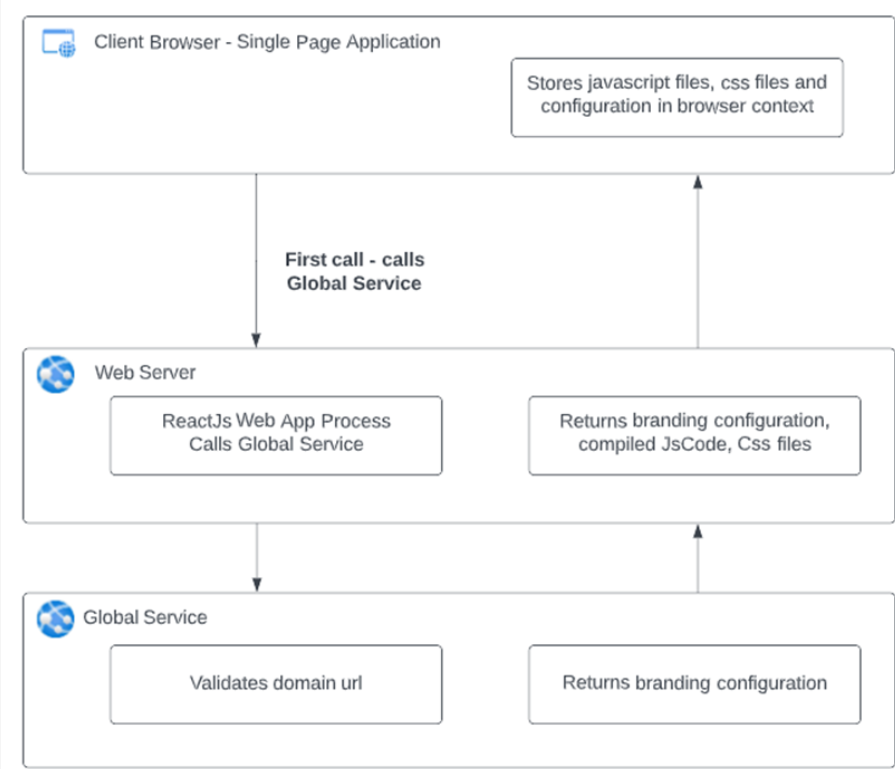 Client Browser - Single Page Application
Stores javascript files, css files and
configuration in browser context
First call - calls
Global Service
Web Server
ReactJs Web App Process
Calls Global Service
Returns branding configuration,
compiled JsCode, Css files
Global Service
Validates domain url
Returns branding configuration